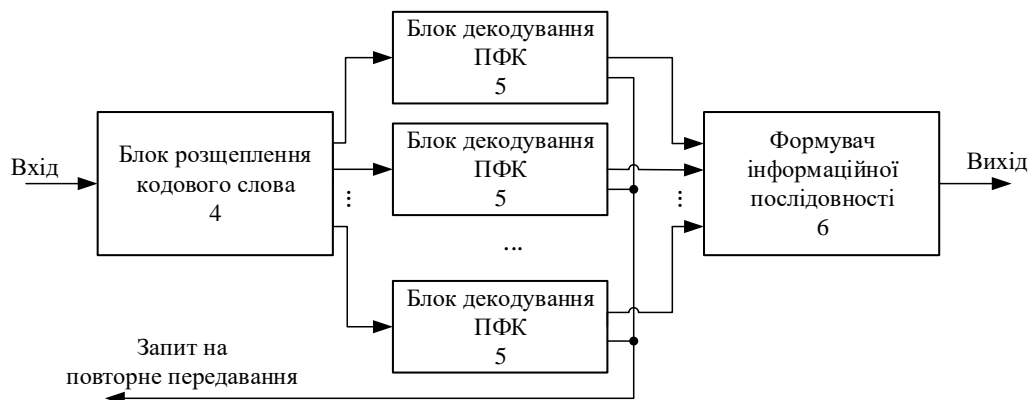 Блок декодування
ПФК
5
Вхід
Блок розщеплення
кодового слова
4
...
Блок декодування
ПФК
5
...
Формувач
інформаційної
послідовності
6
Вихід
...
Блок декодування
ПФК
5
Запит на
повторне передавання